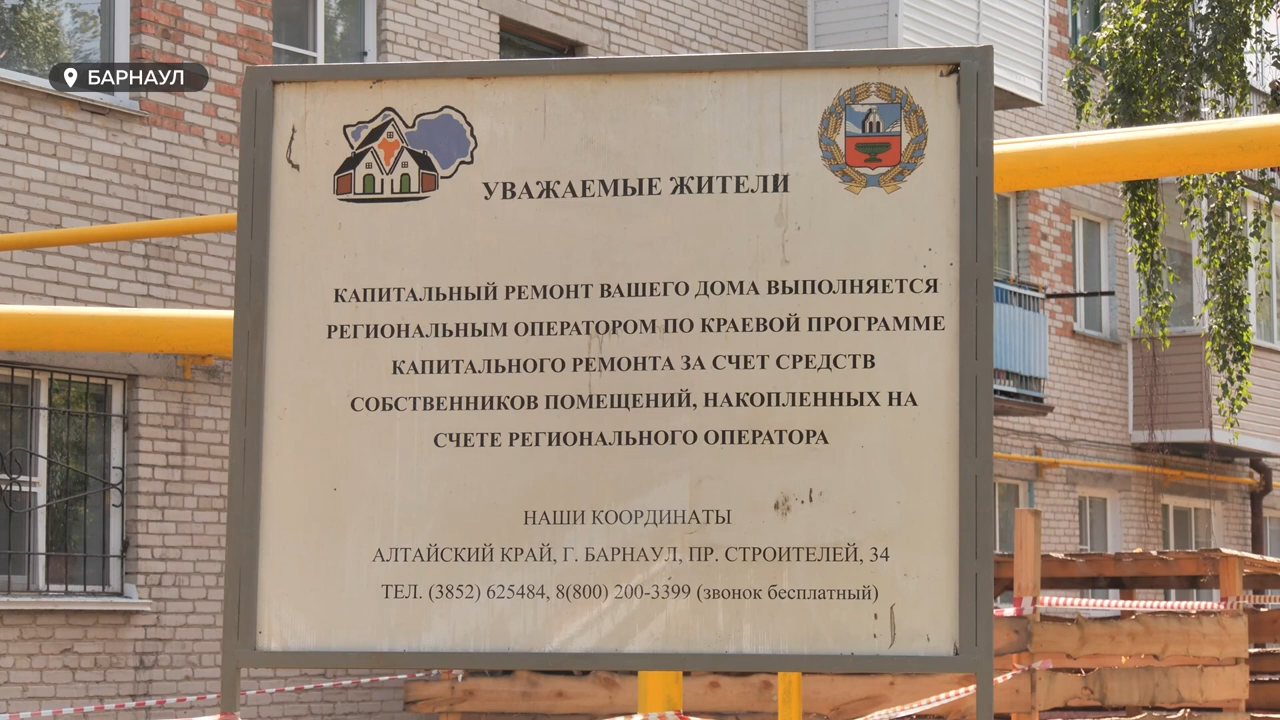 БАРНАУЛ
УВАЖАЕМЫЕ ЖИТЕЛИ
КАПИТАЛЬНЫЙ РЕМОНТ ВАШЕГО ДОМА ВЫПОЛНЯЕТСЯ
РЕГИОНАЛЬНЫМ ОПЕРАТОРОМ ПО КРАЕВОЙ ПРОГРАММЕ
КАПИТАЛЬНОГО РЕМОНТА ЗА СЧЕТ СРЕДСТВ
СОБСТВЕННИКОВ ПОМЕЩЕНИЙ, НАКОПЛЕННЫХ НА
СЧЕТЕ РЕГИОНАЛЬНОГО ОПЕРАТОРА
НАШИ КООРДИНАТЫ
АЛТАЙСКИЙ КРАЙ, Г. БАРНАУЛ, ПР. СТРОИТЕЛЕЙ, 34
ТЕЛ. (3852) 625484, 8(800) 200-3399 (звонок бесплатный)